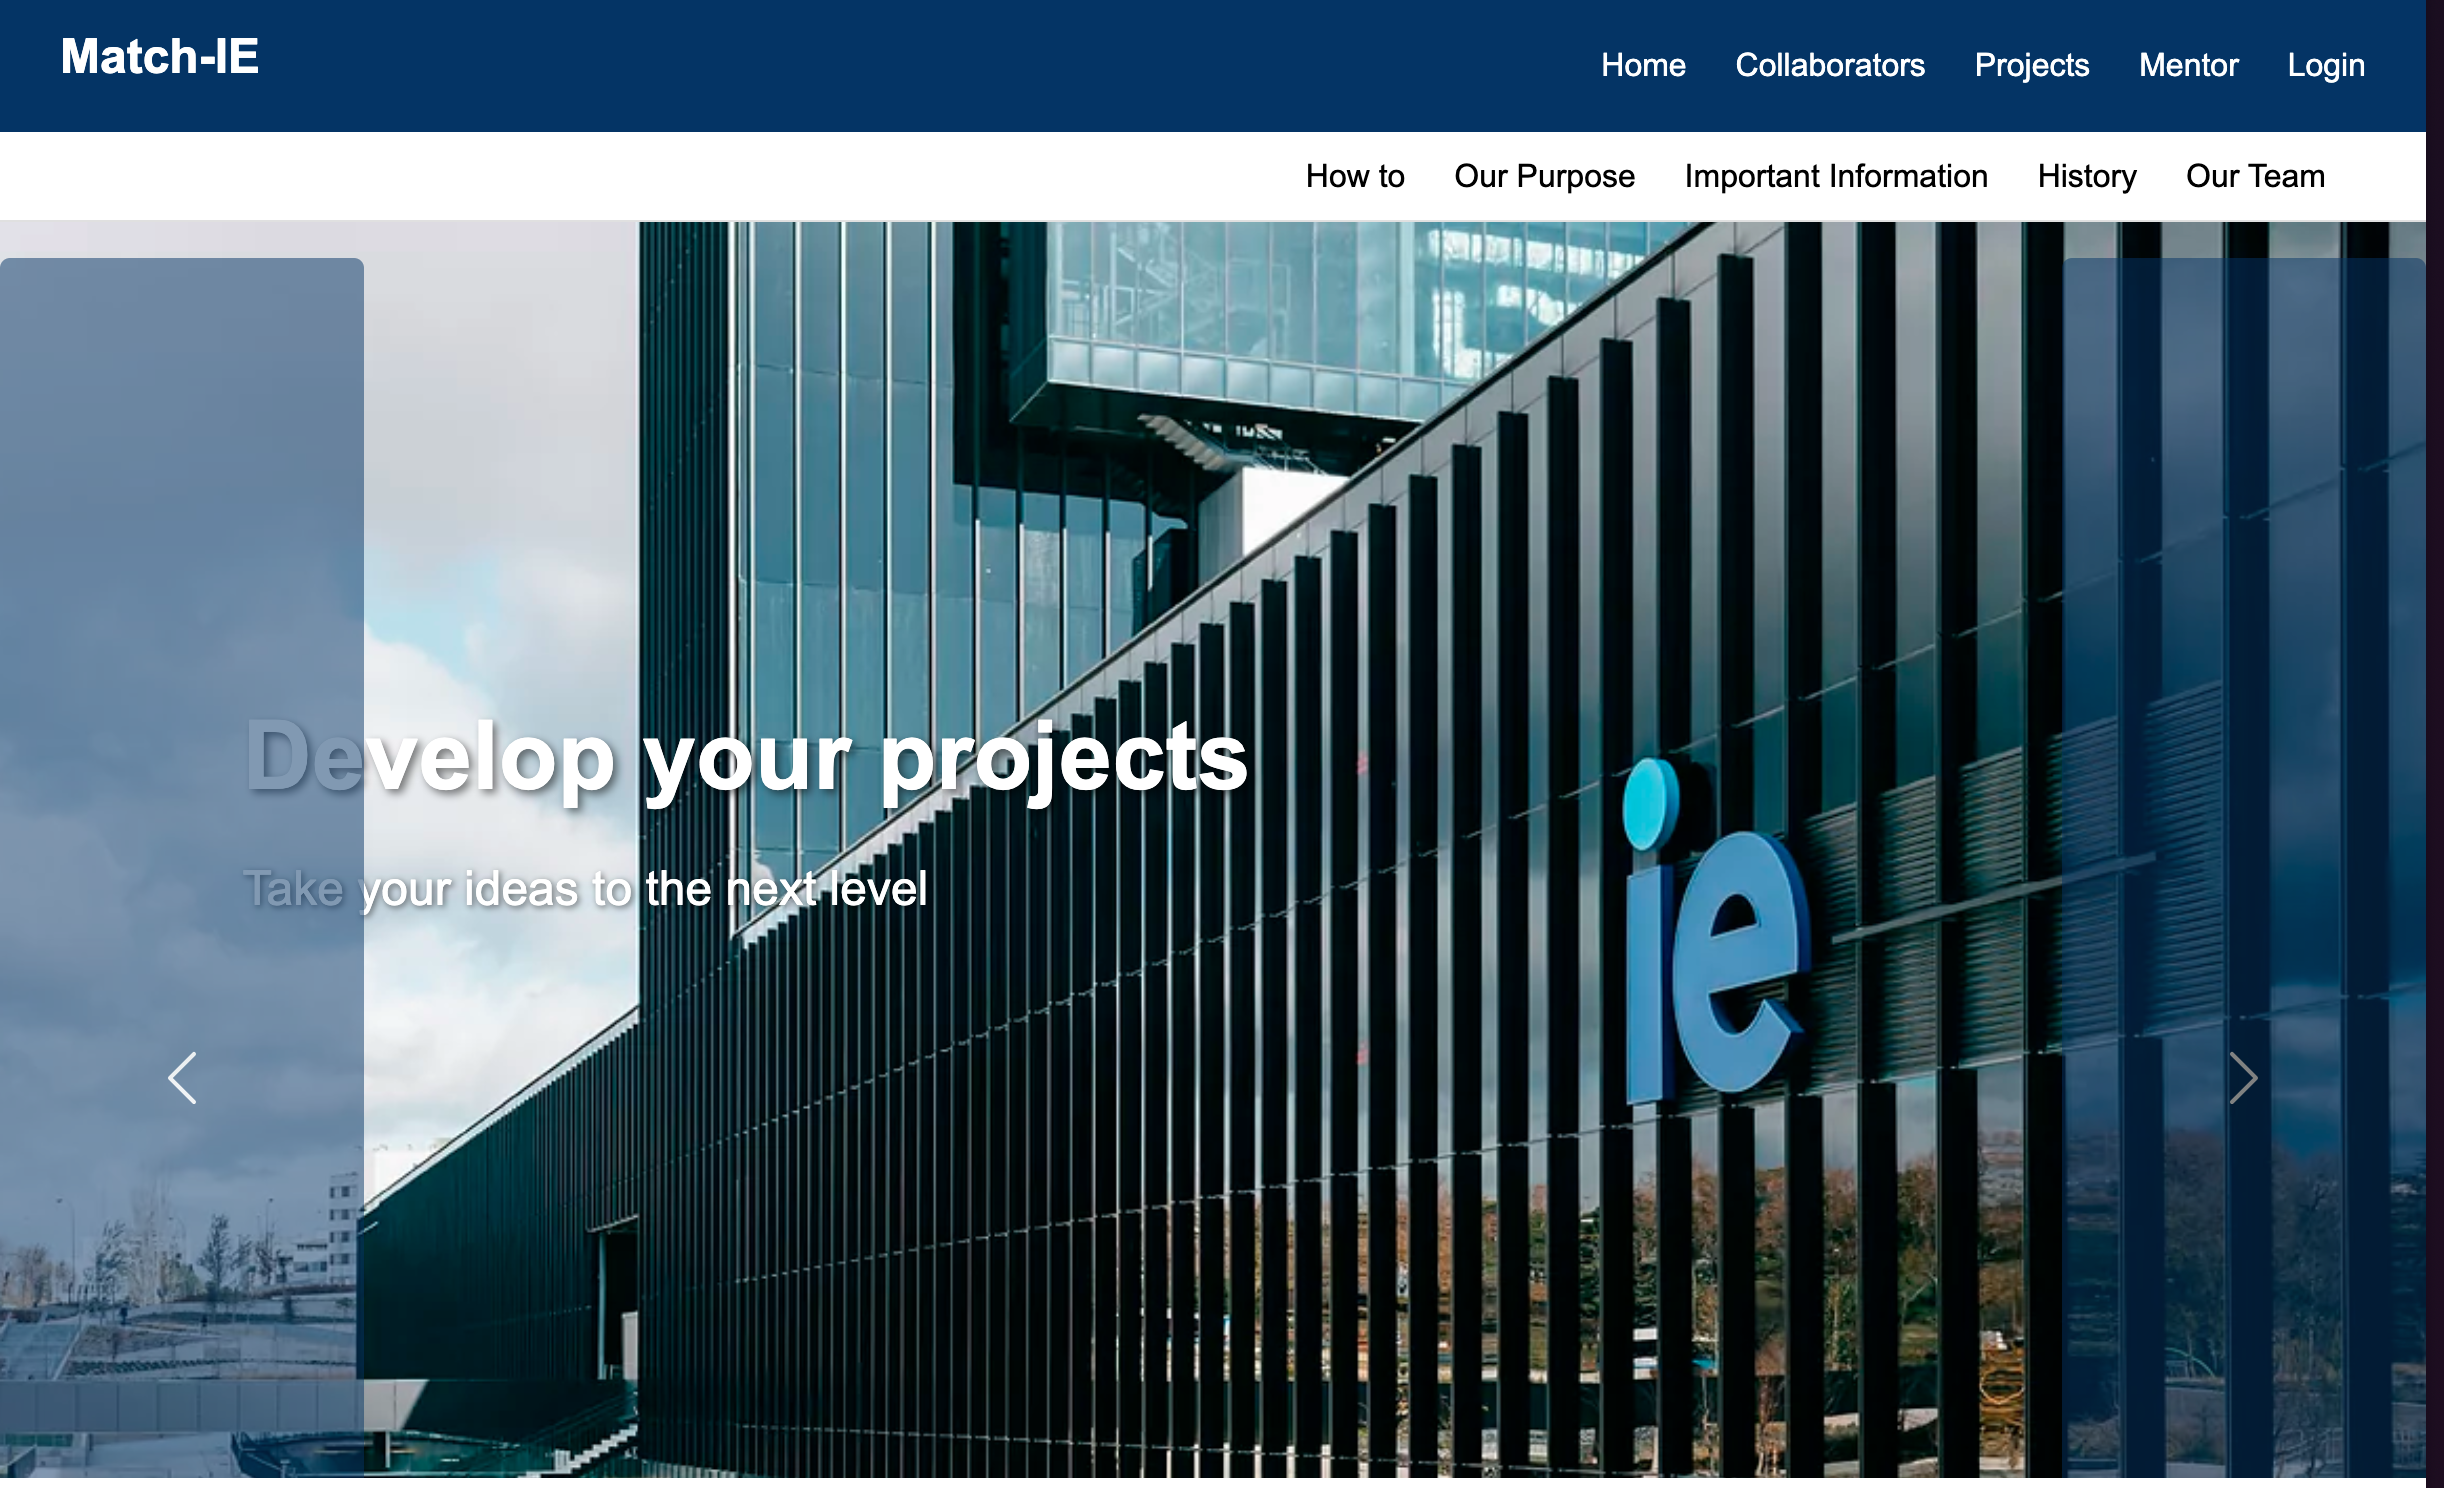 Match-IE
Home Collaborators Projects Mentor Login
How to Our Purpose Important Information History Our Team
Develop your projects
Take your ideas to the next level
ie